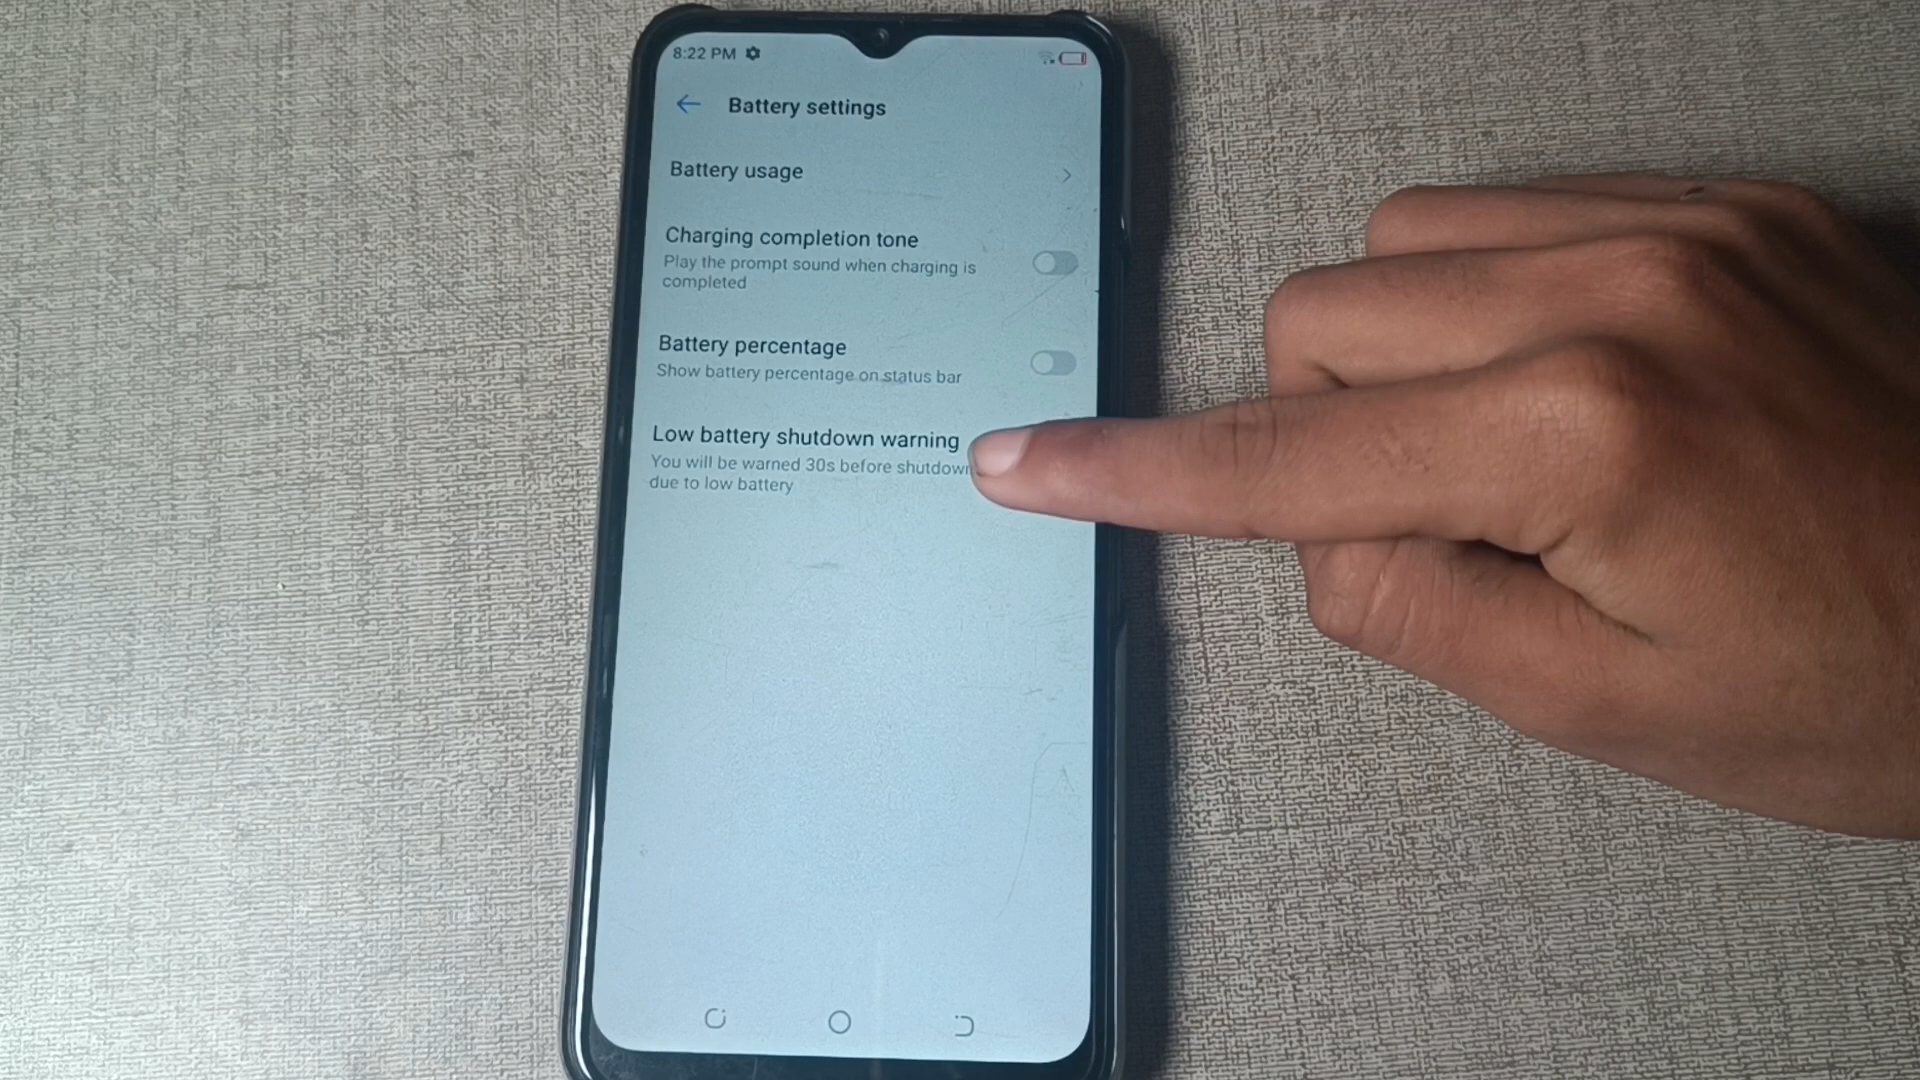 8:22 PM
Battery settings
Battery usage
Charging completion tone
Play the prompt sound when charging is
completed
Battery percentage
Show battery percentage on status bar
Low battery shutdown warning
You will be warned 30s before shutdown
due to low battery